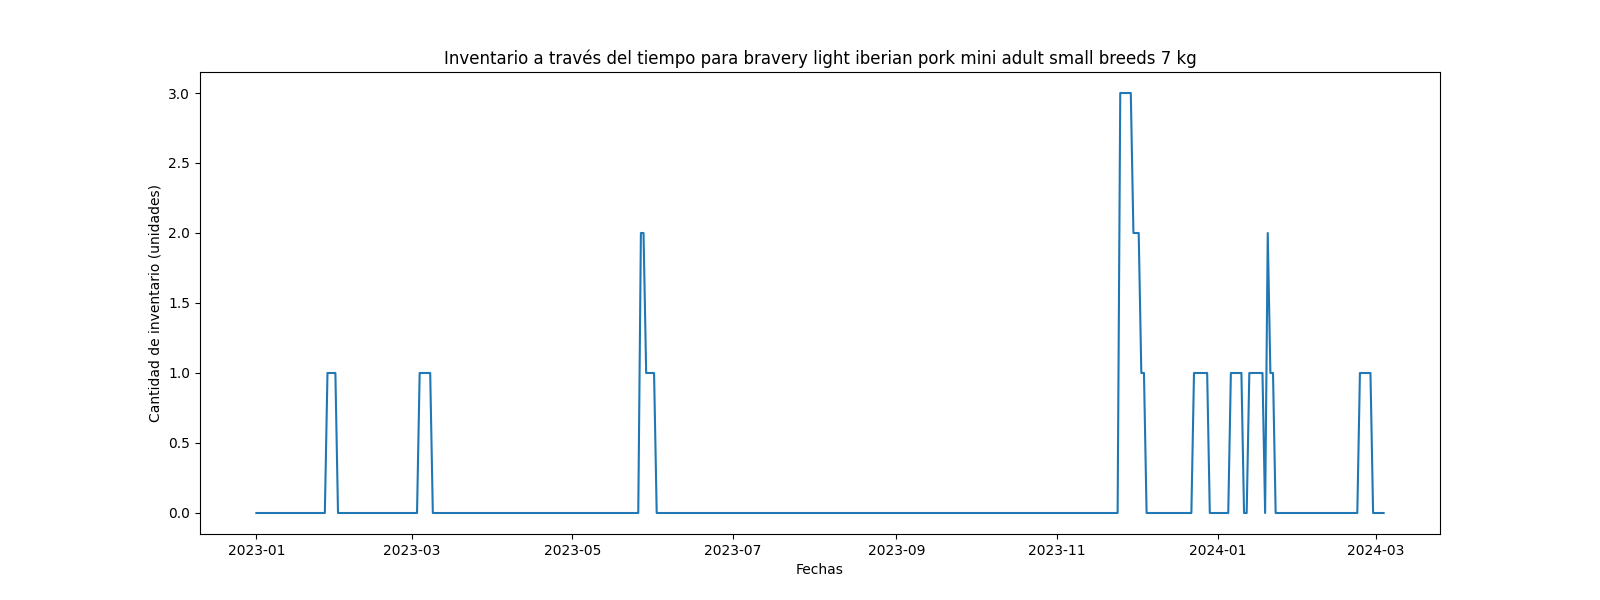 Inventario a través del tiempo para bravery light iberian pork mini adult small breeds 7 kg
Cantidad de inventario (unidades)
3.0
2.5
2.0
1.5
1.0
0.5
0.0
2023-01 2023-03 2023-05 2023-07 2023-09 2023-11 2024-01 2024-03
Fechas